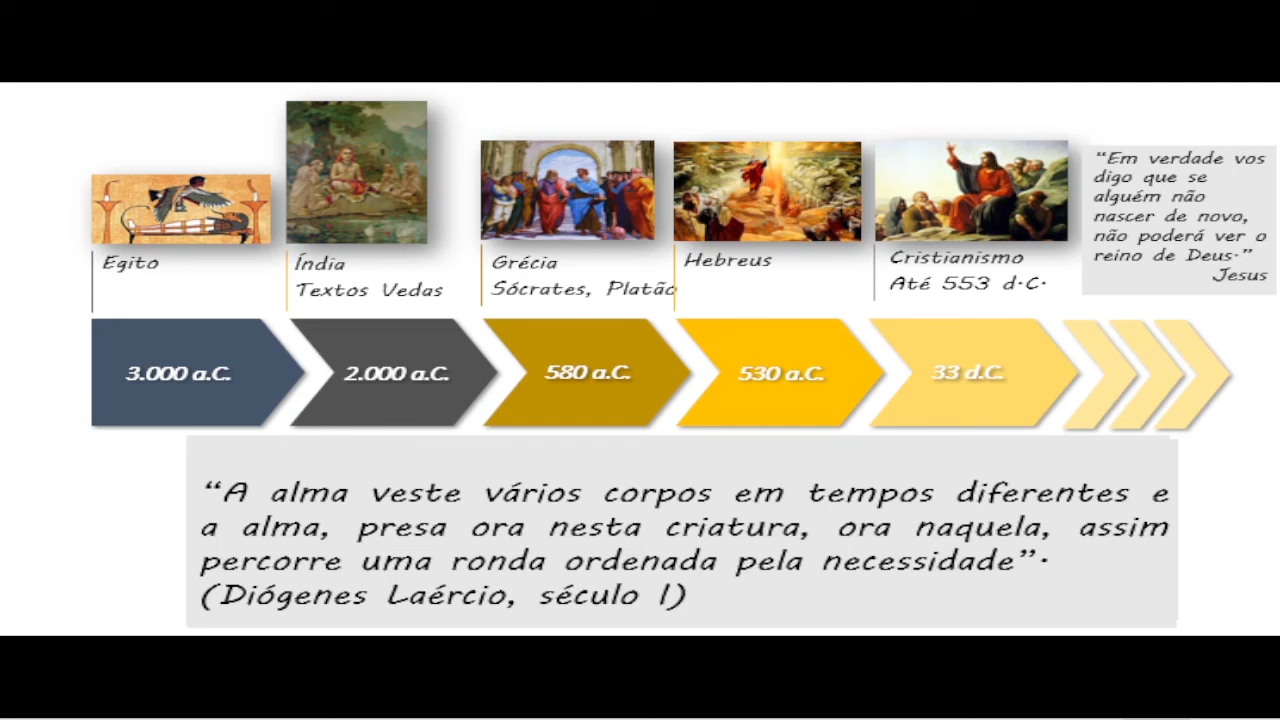 Egito
Índia
Textos Vedas
Grécia
Sócrates, Platão
Hebreus
Cristianismo
Até 553 d.C.
“Em verdade vos
digo que se
alguém não
nascer de novo,
não poderá ver o
reino de Deus.”
Jesus
3.000 a.C.
2.000 a.C.
580 a.C.
530 a.C.
33 d.C.
“A alma veste vários corpos em tempos diferentes e
a alma, presa ora nesta criatura, ora naquela, assim
percorre uma ronda ordenada pela necessidade”.
(Diógenes Laércio, século I)